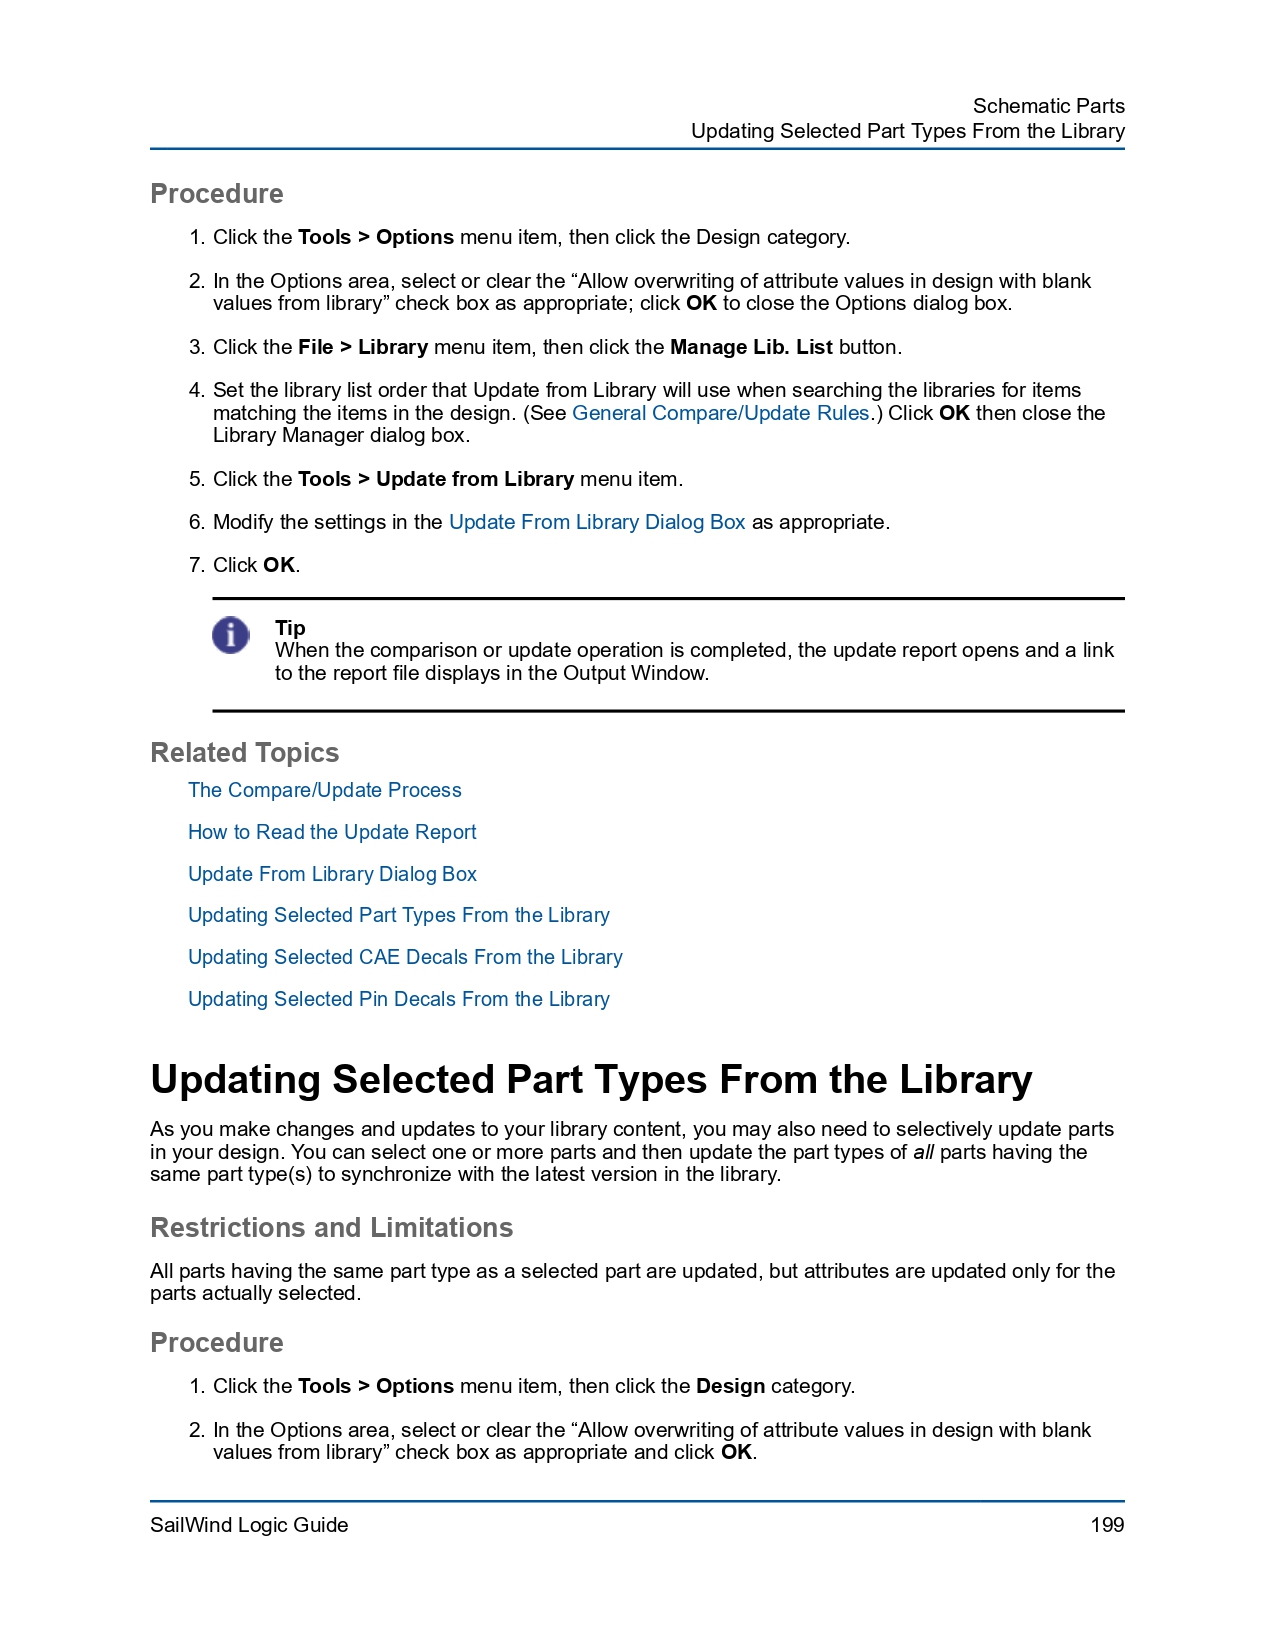 Schematic Parts
Updating Selected Part Types From the Library
Procedure
1. Click the Tools > Options menu item, then click the Design category.
2. In the Options area, select or clear the “Allow overwriting of attribute values in design with blank
values from library” check box as appropriate; click OK to close the Options dialog box.
3. Click the File > Library menu item, then click the Manage Lib. List button.
4. Set the library list order that Update from Library will use when searching the libraries for items
matching the items in the design. (See General Compare/Update Rules.) Click OK then close the
Library Manager dialog box.
5. Click the Tools > Update from Library menu item.
6. Modify the settings in the Update From Library Dialog Box as appropriate.
7. Click OK.
Tip
When the comparison or update operation is completed, the update report opens and a link
to the report file displays in the Output Window.
Related Topics
The Compare/Update Process
How to Read the Update Report
Update From Library Dialog Box
Updating Selected Part Types From the Library
Updating Selected CAE Decals From the Library
Updating Selected Pin Decals From the Library
Updating Selected Part Types From the Library
As you make changes and updates to your library content, you may also need to selectively update parts
in your design. You can select one or more parts and then update the part types of all parts having the
same part type(s) to synchronize with the latest version in the library.
Restrictions and Limitations
All parts having the same part type as a selected part are updated, but attributes are updated only for the
parts actually selected.
Procedure
1. Click the Tools > Options menu item, then click the Design category.
2. In the Options area, select or clear the “Allow overwriting of attribute values in design with blank
values from library” check box as appropriate and click OK.
SailWind Logic Guide
199